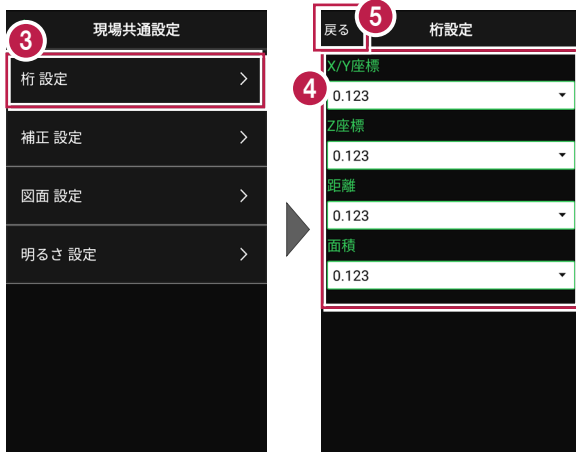 現場共通設定
3
桁 設定
補正 設定
図面 設定
明るさ 設定
5
戻る
桁設定
4
X/Y座標
0.123
Z座標
0.123
距離
0.123
面積
0.123